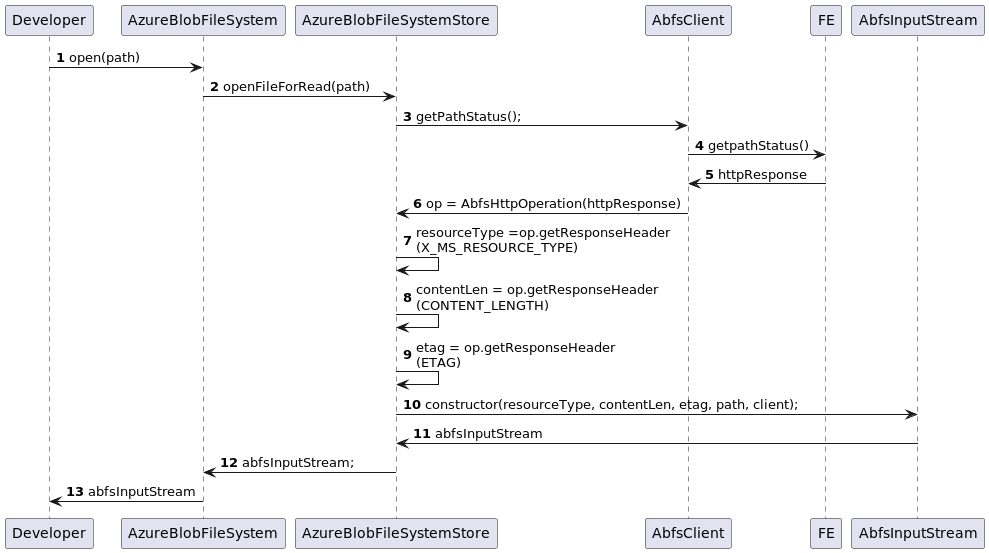 Developer
AzureBlobFileSystem
AzureBlobFileSystemStore
AbfsClient
FE
AbfsInputStream
1 open(path)
2 openFileForRead(path)
3 getPathStatus();
4 getpathStatus()
5 httpResponse
6 op = AbfsHttpOperation(httpResponse)
7 resourceType =op.getResponseHeader
(X_MS_RESOURCE_TYPE)
8 contentLen = op.getResponseHeader
(CONTENT_LENGTH)
9 etag = op.getResponseHeader
(ETAG)
10 constructor(resourceType, contentLen, etag, path, client);
11 abfsInputStream
12 abfsInputStream;
13 abfsInputStream
Developer
AzureBlobFileSystem
AzureBlobFileSystemStore
AbfsClient
FE
AbfsInputStream